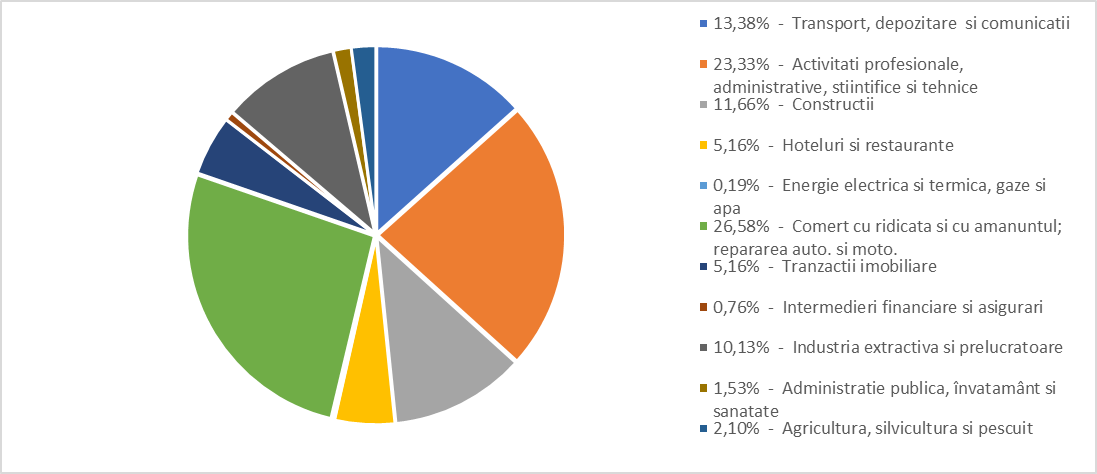 13,38%  -  Transport, depozitare  si comunicatii
23,33%  -  Activitati profesionale,
administrative, stiintifice si tehnice
11,66%  -  Constructii
5,16%  -  Hoteluri si restaurante
0,19%  -  Energie electrica si termica, gaze si
apa
26,58%  -  Comert cu ridicata si cu amanuntul;
repararea auto. si moto.
5,16%  -  Tranzactii imobiliare
0,76%  -  Intermedieri financiare si asigurari
10,13%  -  Industria extractiva si prelucratoare
1,53%  -  Administratie publica, învatamânt si
sanatate
2,10%  -  Agricultura, silvicultura si pescuit